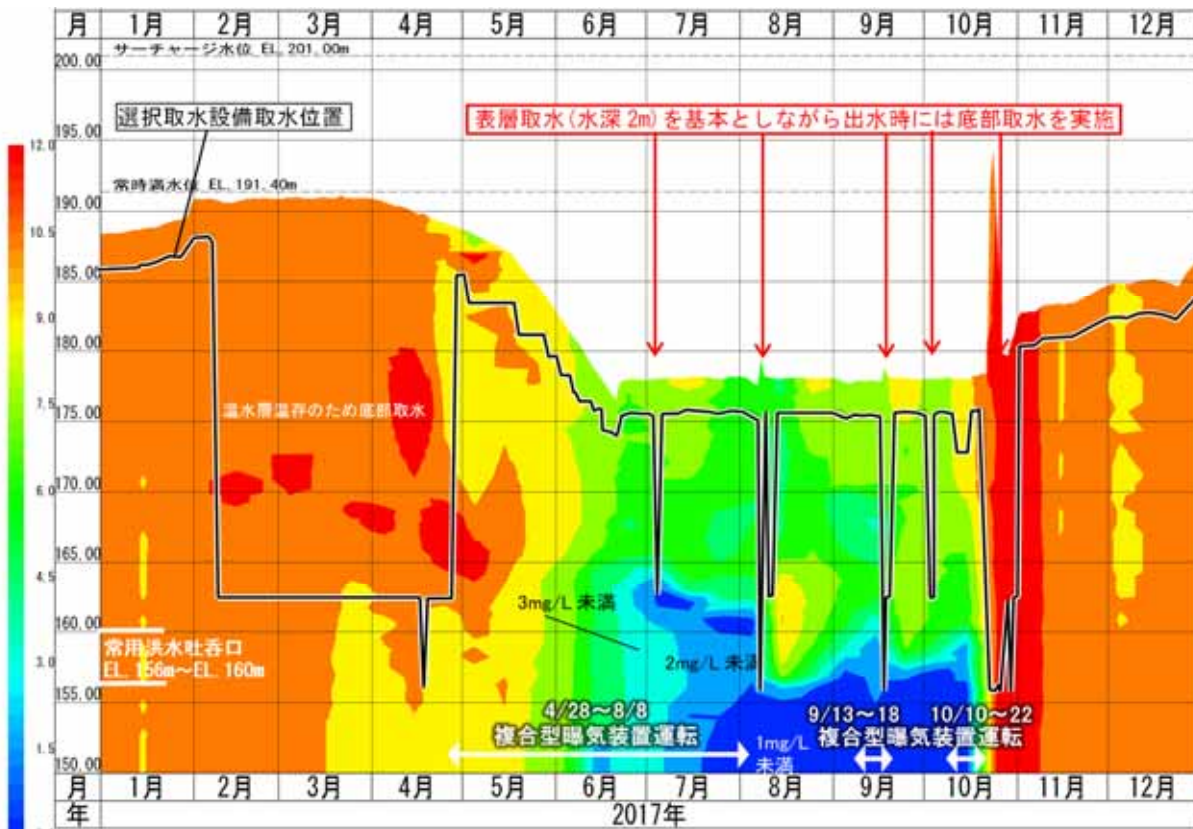 月 1月 2月 3月 4月 5月 6月 7月 8月 9月 10月 11月 12月
サーチャージ水位 EL. 201.00m
200.00
選択取水設備取水位置
表層取水(水深2m)を基本としながら出水時には底部取水を実施
195.00
12.0
常時満水位 EL. 191.40m
190.00
10.5
185.00
9.0
180.00
7.5
175.00
温水層温存のため底部取水
170.00
6.0
165.00
4.5
3mg/L 未満
160.00
常用洪水吐呑口
EL. 156m～EL. 160m
3.0
2mg/L 未満
155.00
4/28～8/8
複合型曝気装置運転
9/13～18
10/10～22
複合型曝気装置運転
1.5
1mg/L
未満
150.00
月 1月 2月 3月 4月 5月 6月 7月 8月 9月 10月 11月 12月
年 2017年